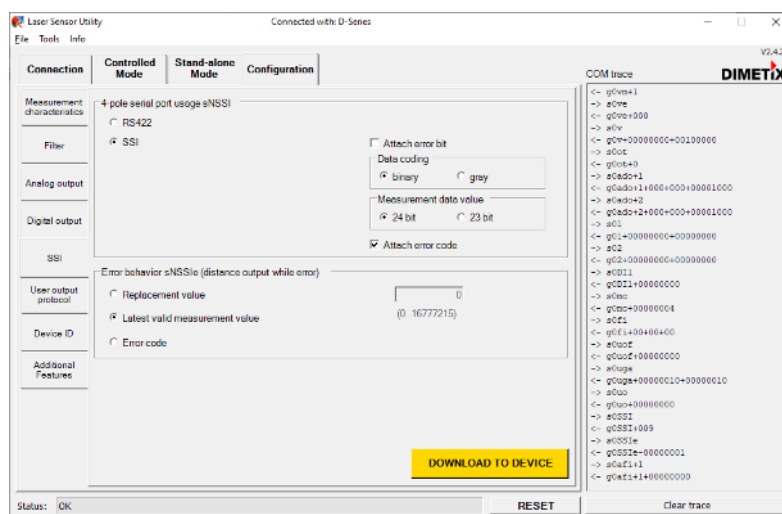 Laser Sensor Utility
Connected with: D-Series
File Tools Info
V2.4.2
Connection
Controlled Mode
Stand-alone Mode
Configuration
COM trace
DIMETIX
Measurement characteristics
Filter
Analog output
Digital output
SSI
User output protocol
Device ID
Additional Features
4-pole serial port usage sNSSI
RS422
SSI
Attach error bit
Data coding
binary
gray
Measurement data value
24 bit
23 bit
Attach error code
Error behavior sNSSIe (distance output while error)
Replacement value
0
(0..16777215)
Latest valid measurement value
Error code
DOWNLOAD TO DEVICE
<- g0vm+1
-> s0ve
<- g0ve+000
-> s0v
<- g0v+00000000+00100000
-> s0ot
<- g0ot+0
-> s0ado+1
<- g0ado+1+000+000+00001000
-> s0ado+2
<- g0ado+2+000+000+00001000
-> s01
<- g01+00000000+00000000
-> s02
<- g02+00000000+00000000
-> s0DI1
<- g0DI1+00000000
-> s0mc
<- g0mc+00000004
-> s0fi
<- g0fi+00+00+00
-> s0uof
<- g0uof+00000000
-> s0uga
<- g0uga+00000010+00000010
-> s0uo
<- g0uo+00000000
-> s0SSI
<- g0SSI+009
-> s0SSIe
<- g0SSIe-00000001
-> s0afi+1
<- g0afi+1+00000000
Status: OK
RESET
Clear trace